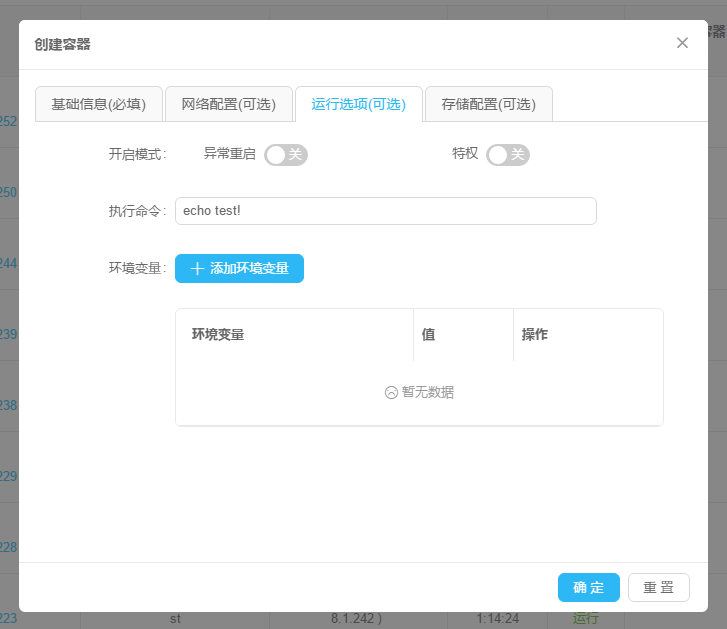 创建容器
容器
基础信息(必填) 网络配置(可选) 运行选项(可选) 存储配置(可选)
252
开启模式: 异常重启 关 特权 关
250
执行命令: echo test!
244
环境变量: 添加环境变量
239
环境变量 值 操作
238
暂无数据
229
228
确 定 重 置
223 st 8.1.242 ) 1:14:24 运行